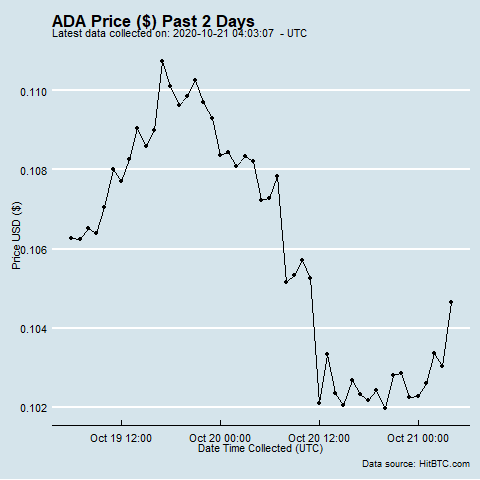 ADA Price ($) Past 2 Days
Latest data collected on: 2020-10-21 04:03:07 - UTC
Price USD ($)
0.110
0.108
0.106
0.104
0.102
Oct 19 12:00 Oct 20 00:00 Oct 20 12:00 Oct 21 00:00
Date Time Collected (UTC)
Data source: HitBTC.com